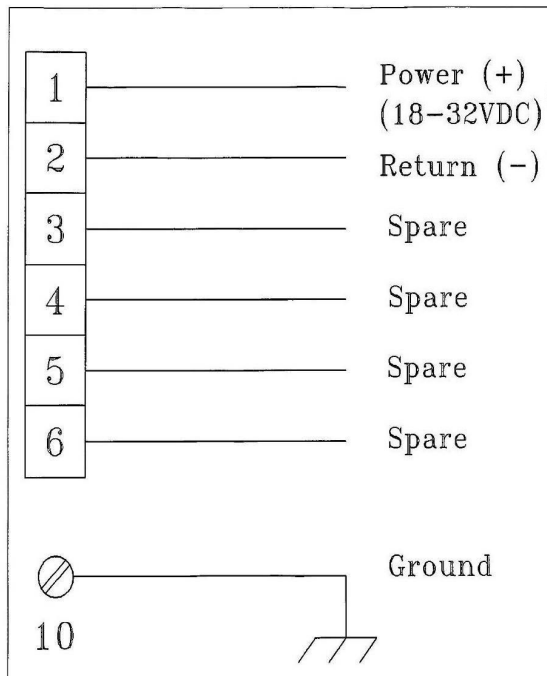 1 Power (+)
(18-32VDC)
2 Return (-)
3 Spare
4 Spare
5 Spare
6 Spare
Ground
10